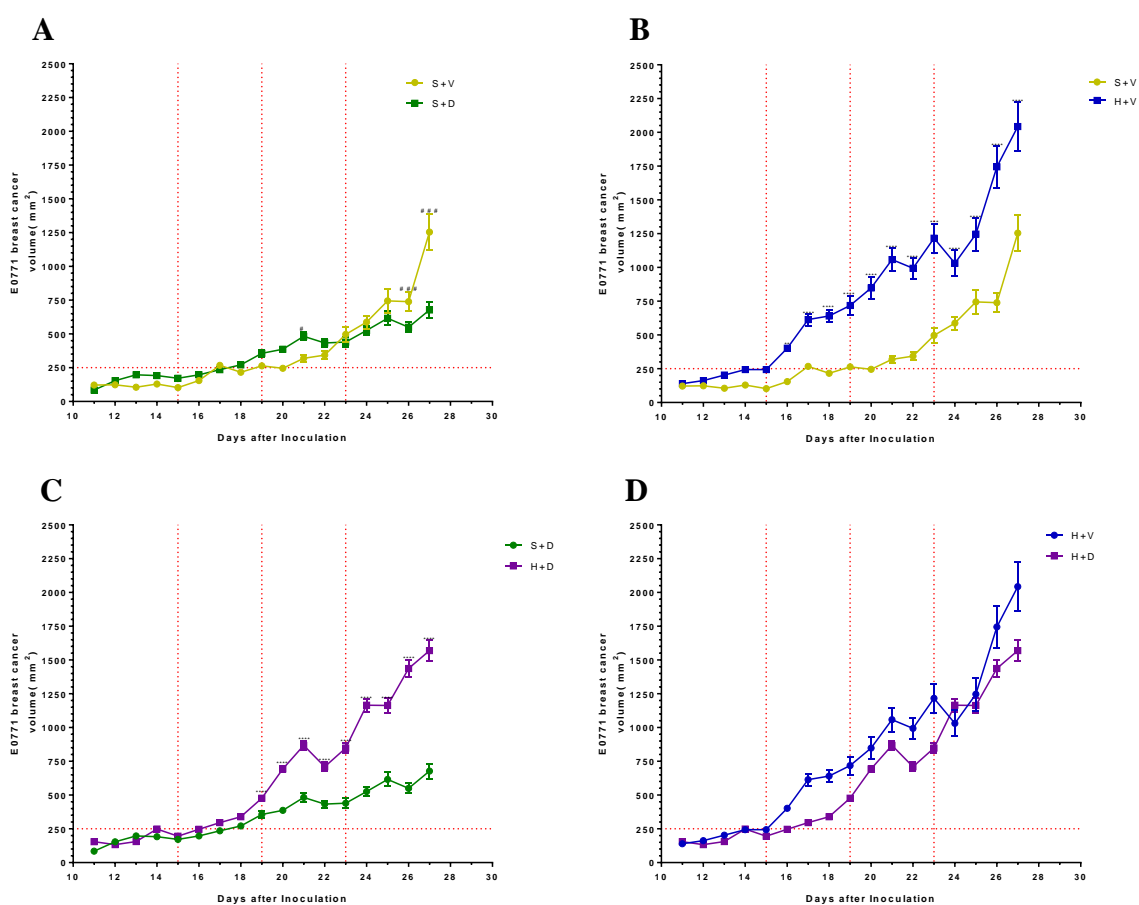 A
2500
2250
2000
1750
1500
1250
1000
750
500
250
0
10 12 14 16 18 20 22 24 26 28 30
Days after Inoculation
E0771 breast cancer
volume( mm²)
S+V
S+D
#
###
###
B
2500
2250
2000
1750
1500
1250
1000
750
500
250
0
10 12 14 16 18 20 22 24 26 28 30
Days after Inoculation
E0771 breast cancer
volume( mm²)
S+V
H+V
C
2500
2250
2000
1750
1500
1250
1000
750
500
250
0
10 12 14 16 18 20 22 24 26 28 30
Days after Inoculation
E0771 breast cancer
volume( mm²)
S+D
H+D
D
2500
2250
2000
1750
1500
1250
1000
750
500
250
0
10 12 14 16 18 20 22 24 26 28 30
Days after Inoculation
E0771 breast cancer
volume( mm²)
H+V
H+D